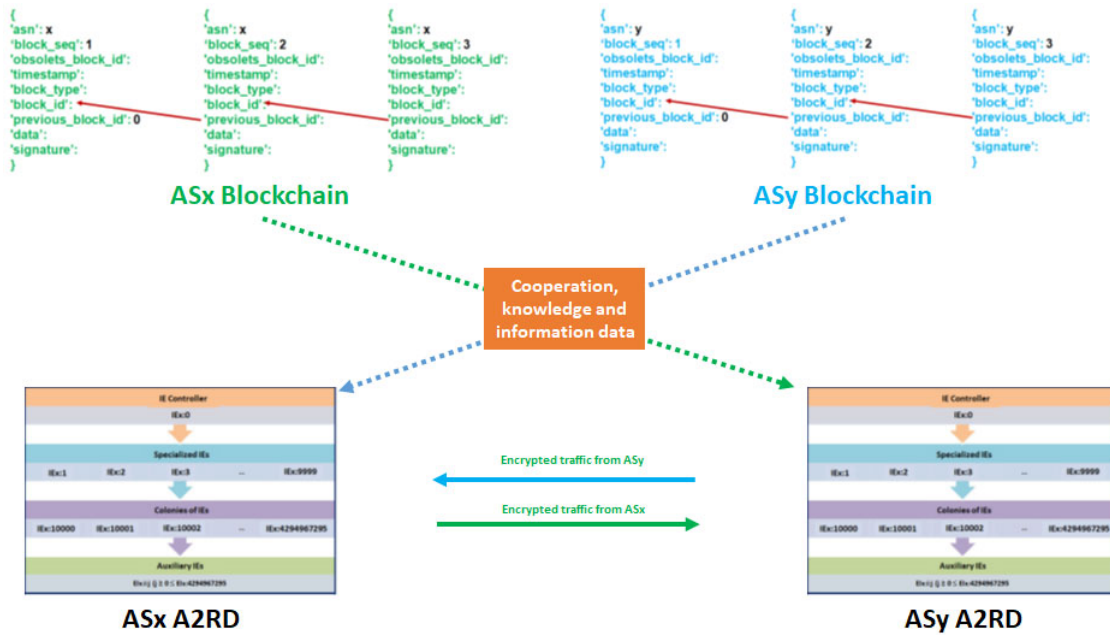 {
'asn': x
'block_seq': 1
'obsolets_block_id':
'timestamp':
'block_type':
'block_id':
'previous_block_id': 0
'data':
'signature':
}
{
'asn': x
'block_seq': 2
'obsolets_block_id':
'timestamp':
'block_type':
'block_id':
'previous_block_id':
'data':
'signature':
}
{
'asn': x
'block_seq': 3
'obsolets_block_id':
'timestamp':
'block_type':
'block_id':
'previous_block_id':
'data':
'signature':
}
ASx Blockchain
{
'asn': y
'block_seq': 1
'obsolets_block_id':
'timestamp':
'block_type':
'block_id':
'previous_block_id': 0
'data':
'signature':
}
{
'asn': y
'block_seq': 2
'obsolets_block_id':
'timestamp':
'block_type':
'block_id'
'previous_block_id':
'data':
'signature':
}
{
'asn': y
'block_seq': 3
'obsolets_block_id':
'timestamp':
'block_type':
'block_id':
'previous_block_id':
'data':
'signature':
}
ASy Blockchain
Cooperation,
knowledge and
information data
IE Controller
IEx:0
Specialized IEs
IEx:1 IEx:2 IEx:3 ... IEx:9999
Colonies of IEs
IEx:10000 IEx:10001 IEx:10002 ... IEx:4294967295
Auxiliary IEs
ASx A2RD
Encrypted traffic from ASy
Encrypted traffic from ASx
IE Controller
IEx:0
Specialized IEs
IEx:1 IEx:2 IEx:3 ... IEx:9999
Colonies of IEs
IEx:10000 IEx:10001 IEx:10002 ... IEx:4294967295
Auxiliary IEs
ASy A2RD